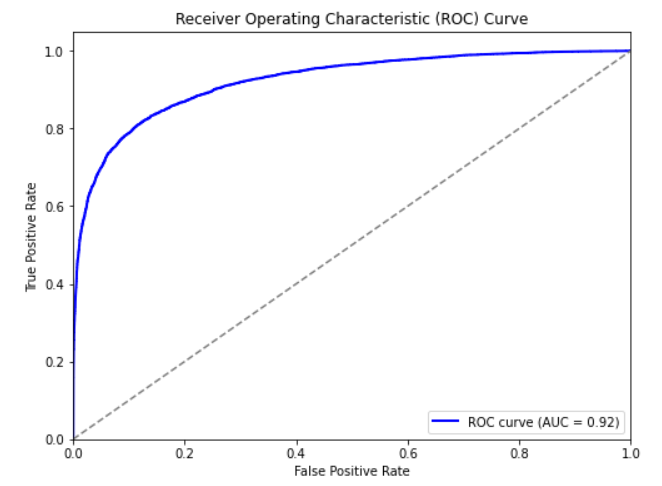 Receiver Operating Characteristic (ROC) Curve
1.0
0.8
0.6
0.4
0.2
0.0
True Positive Rate
ROC curve (AUC = 0.92)
0.0 0.2 0.4 0.6 0.8 1.0
False Positive Rate